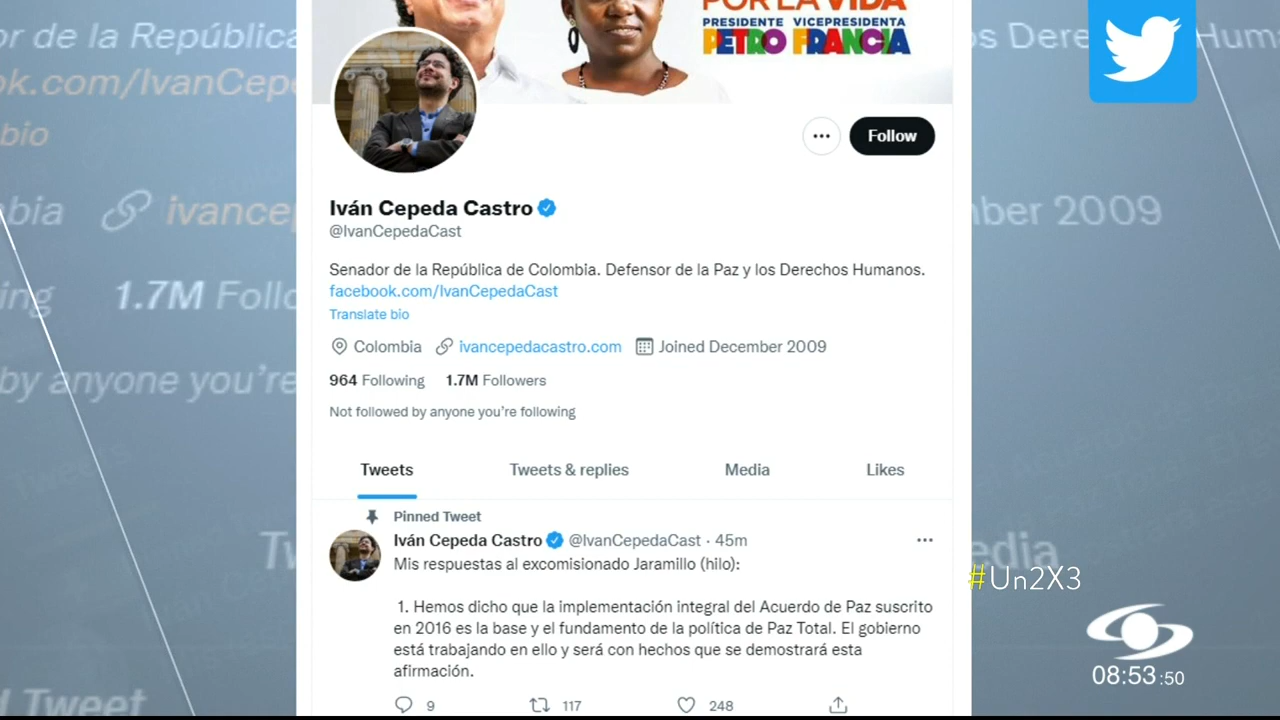 POR LA VIDA
PRESIDENTE VICEPRESIDENTA
PETRO FRANCIA
Follow
Iván Cepeda Castro
@IvanCepedaCast
Senador de la República de Colombia. Defensor de la Paz y los Derechos Humanos.
facebook.com/IvanCepedaCast
Translate bio
Colombia ivancepedacastro.com Joined December 2009
964 Following 1.7M Followers
Not followed by anyone you're following
Tweets Tweets & replies Media Likes
Pinned Tweet
Iván Cepeda Castro @IvanCepedaCast · 45m
Mis respuestas al excomisionado Jaramillo (hilo):
1. Hemos dicho que la implementación integral del Acuerdo de Paz suscrito
en 2016 es la base y el fundamento de la política de Paz Total. El gobierno
está trabajando en ello y será con hechos que se demostrará esta
afirmación.
9 117 248
#Un2X3
08:53:50
or de la República
ok.com/IvanCepe
bio
bia ivancep
ing 1.7M Follo
by anyone you're
Tw
d Tweet
os Dere Hum
mber 2009
edia